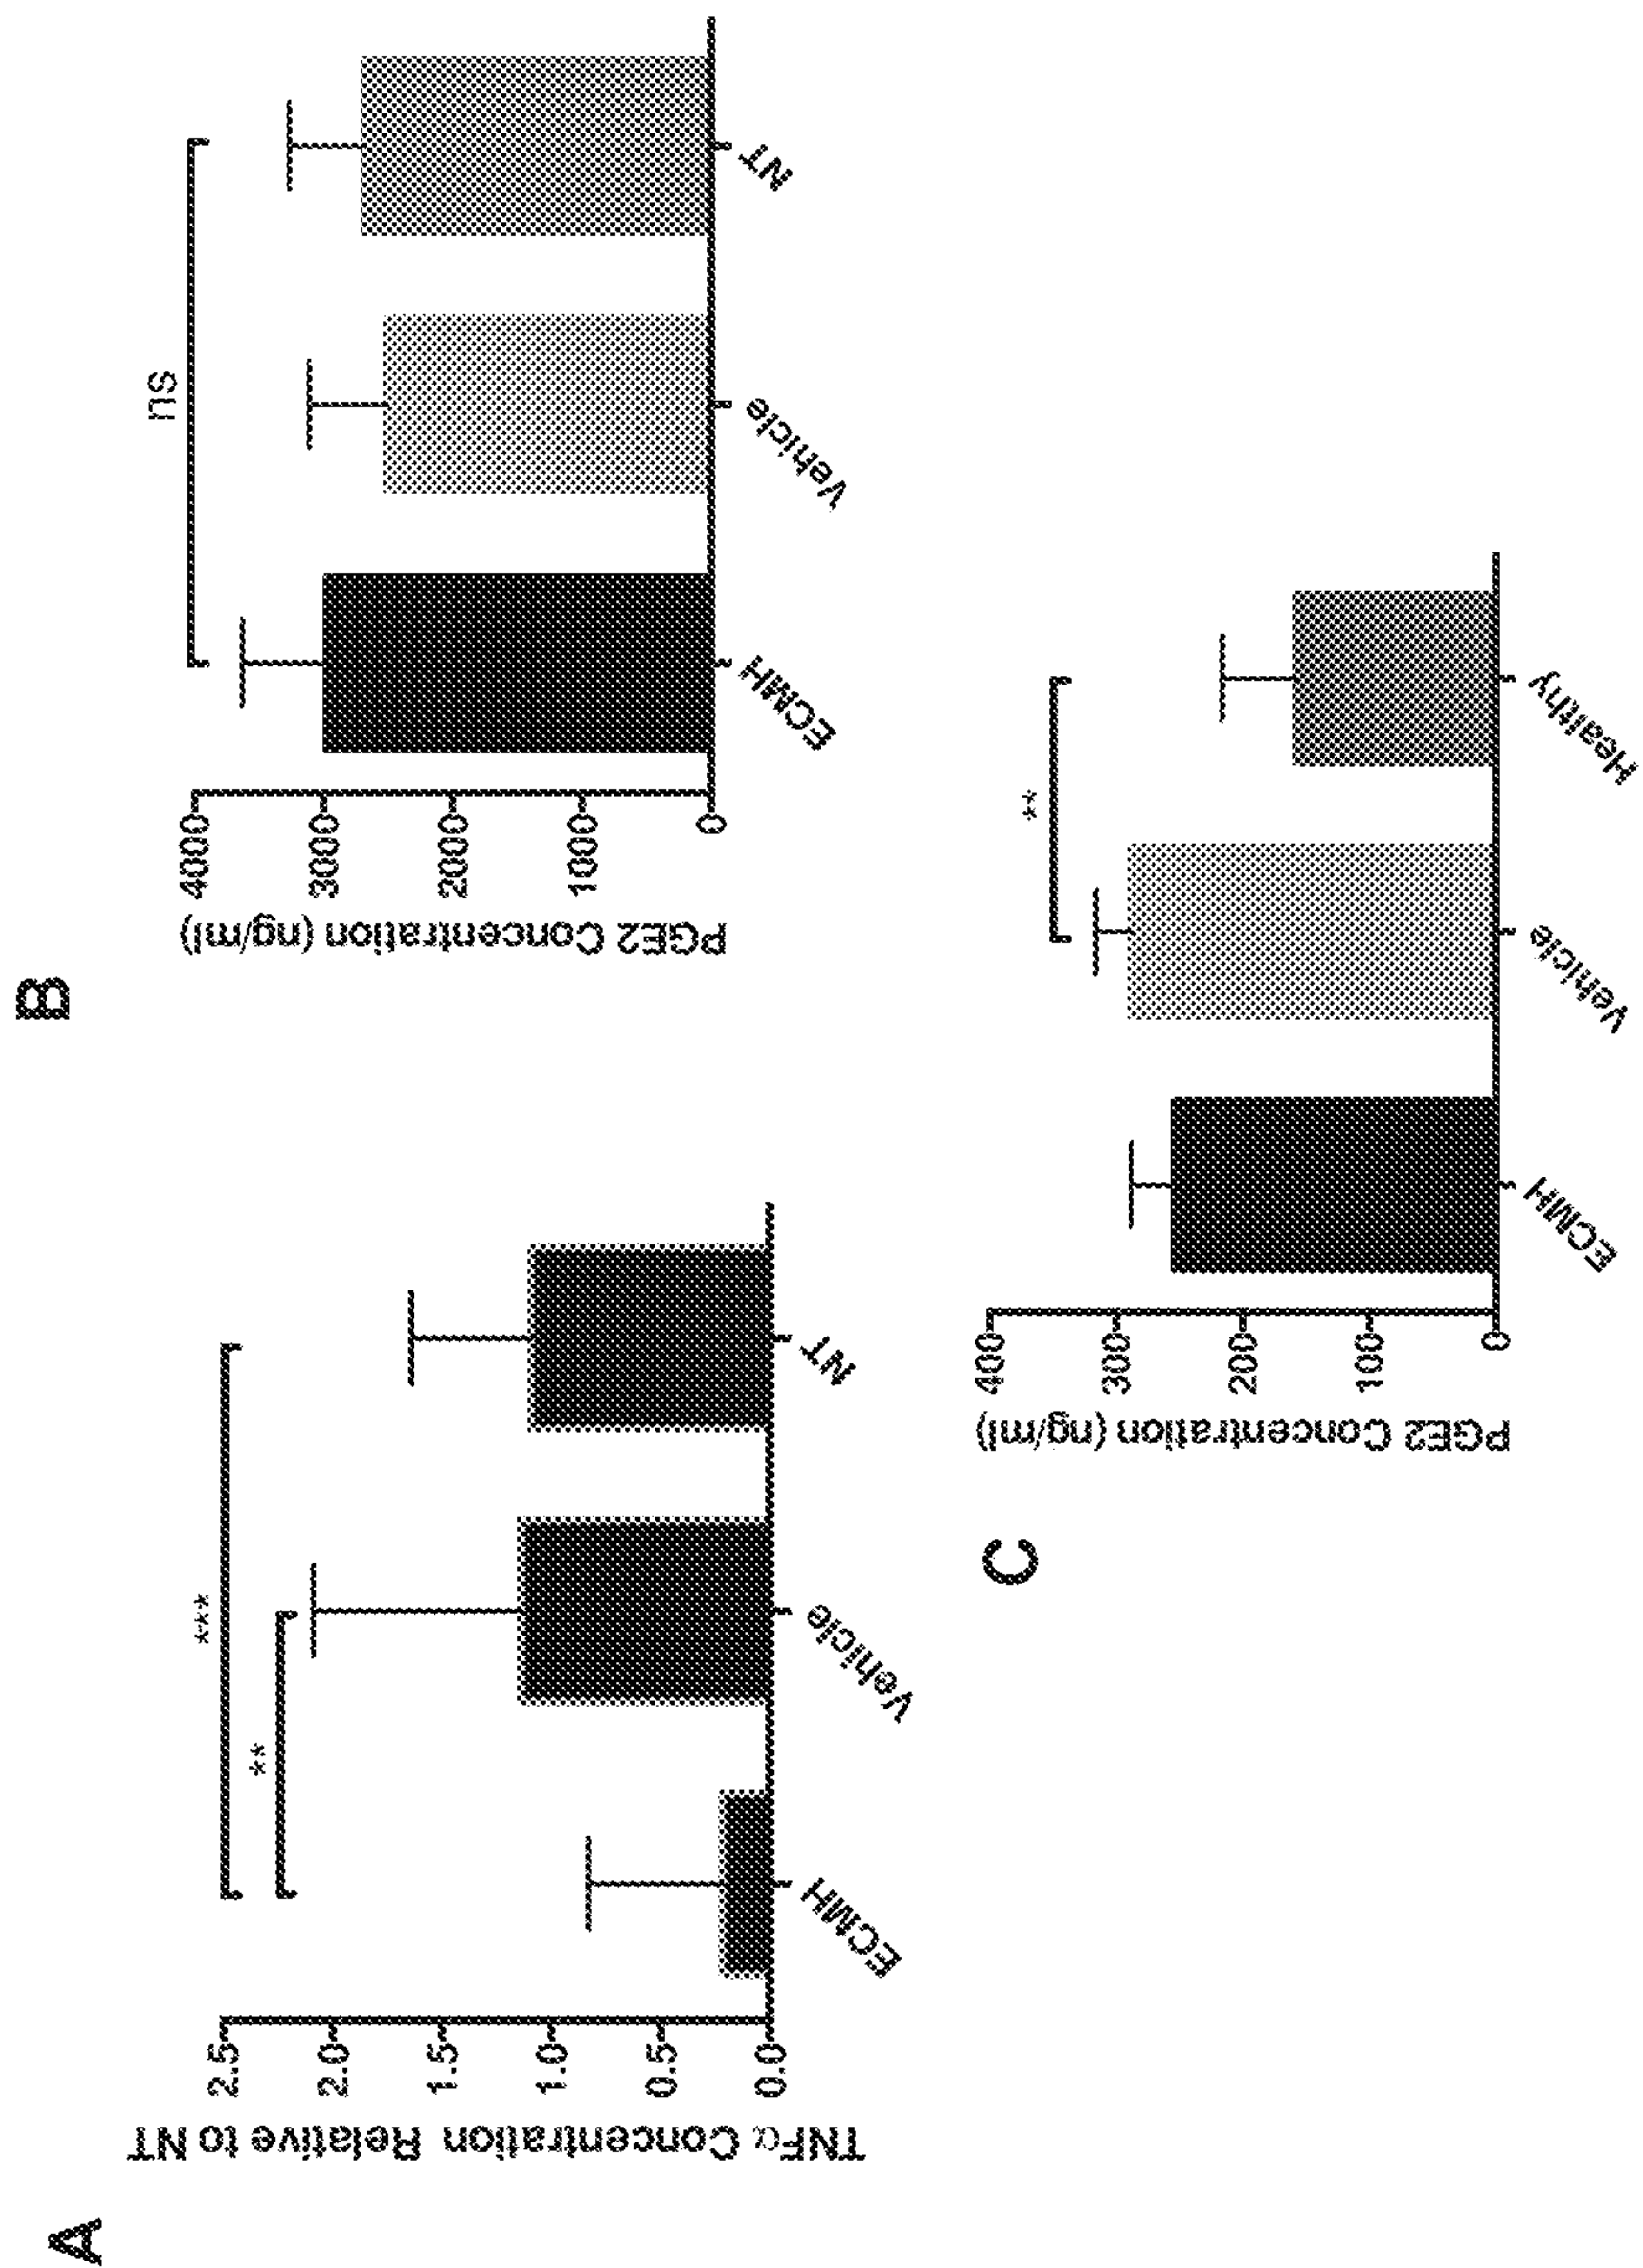 A
TNFα Concentration Relative to NT
2.5
2.0
1.5
1.0
0.5
0.0
***
**
ECMH
Vehicle
NT
B
PGE2 Concentration (ng/ml)
4000
3000
2000
1000
0
ns
ECMH
Vehicle
NT
C
PGE2 Concentration (ng/ml)
400
300
200
100
0
**
ECMH
Vehicle
Healthy